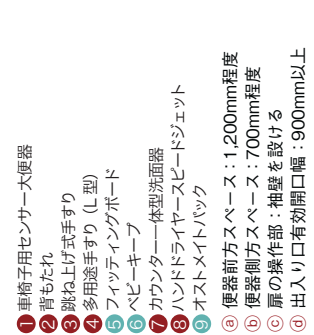 ❶ 車椅子用センサー大便器
❷ 背もたれ
❸ 跳ね上げ式手すり
❹ 多用途手すり（L 型）
❺ フィッティングボード
❻ ベビーキープ
❼ カウンター一体型洗面器
❽ ハンドドライヤースピードジェット
❾ オストメイトパック
ⓐ 便器前方スペース：1,200mm程度
ⓑ 便器側方スペース：700mm程度
ⓒ 扉の操作部：袖壁を設ける
ⓓ 出入り口有効開口幅：900mm以上